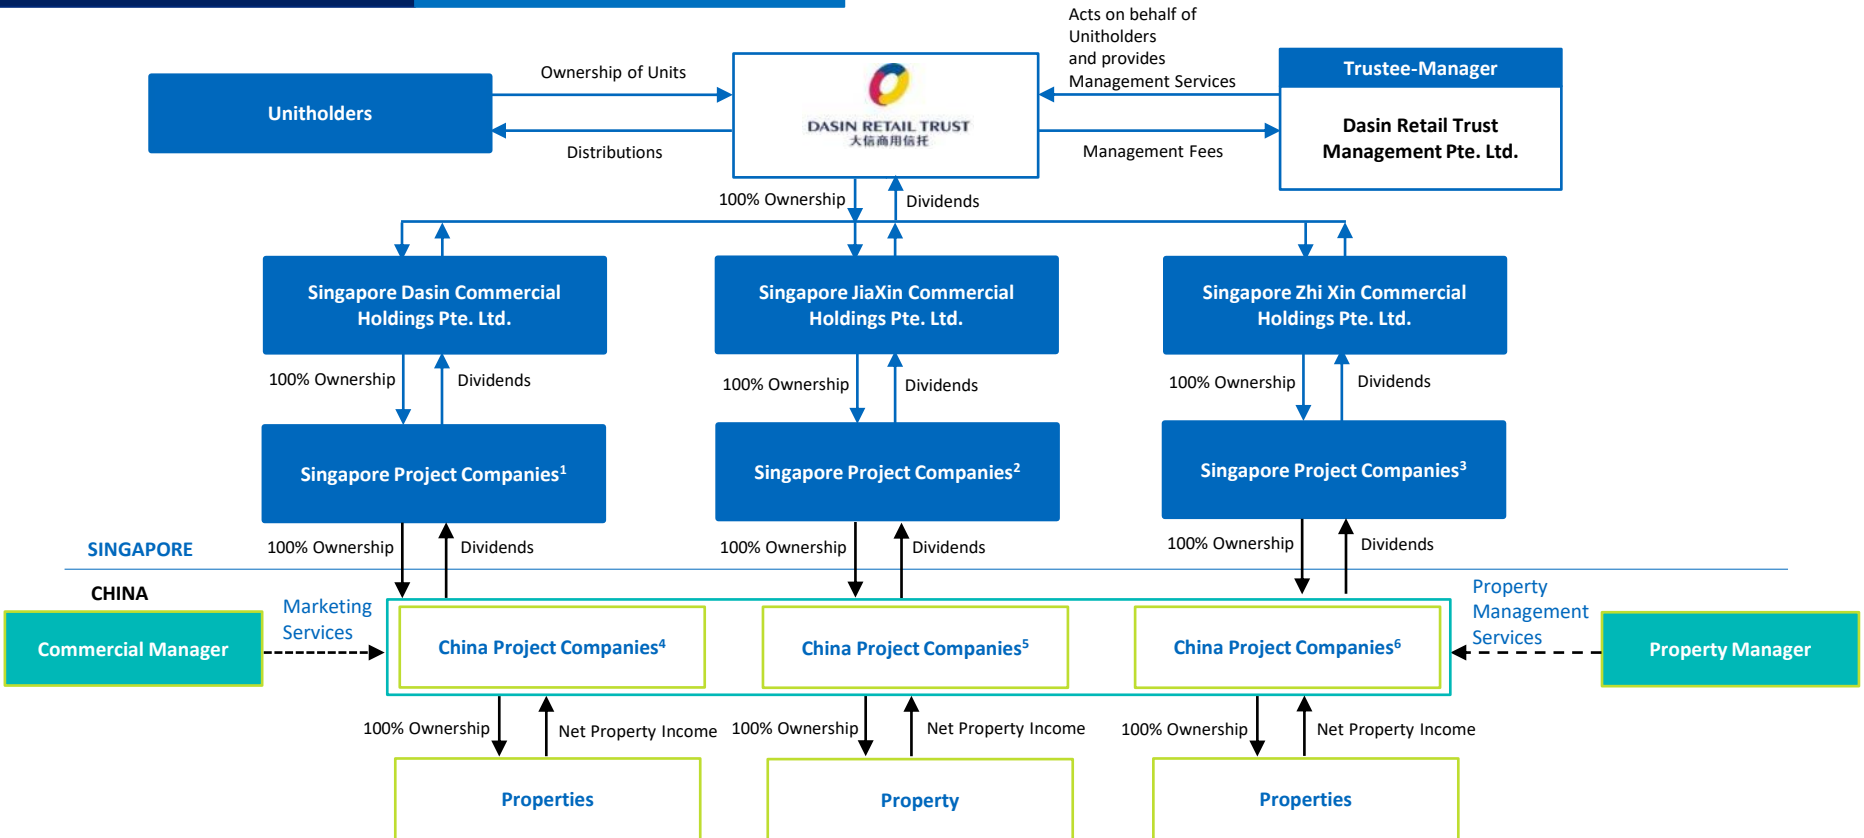 Acts on behalf of
Unitholders
and provides
Management Services
Ownership of Units
Unitholders
Distributions
DASIN RETAIL TRUST
大信商用信托
Management Fees
Trustee-Manager
Dasin Retail Trust
Management Pte. Ltd.
100% Ownership
Dividends
Singapore Dasin Commercial
Holdings Pte. Ltd.
Singapore JiaXin Commercial
Holdings Pte. Ltd.
Singapore Zhi Xin Commercial
Holdings Pte. Ltd.
100% Ownership
Dividends
100% Ownership
Dividends
100% Ownership
Dividends
Singapore Project Companies¹
Singapore Project Companies²
Singapore Project Companies³
100% Ownership
Dividends
100% Ownership
Dividends
100% Ownership
Dividends
SINGAPORE
CHINA
Marketing
Services
Property
Management
Services
Commercial Manager
China Project Companies⁴
China Project Companies⁵
China Project Companies⁶
Property Manager
100% Ownership
Net Property Income
100% Ownership
Net Property Income
100% Ownership
Net Property Income
Properties
Property
Properties